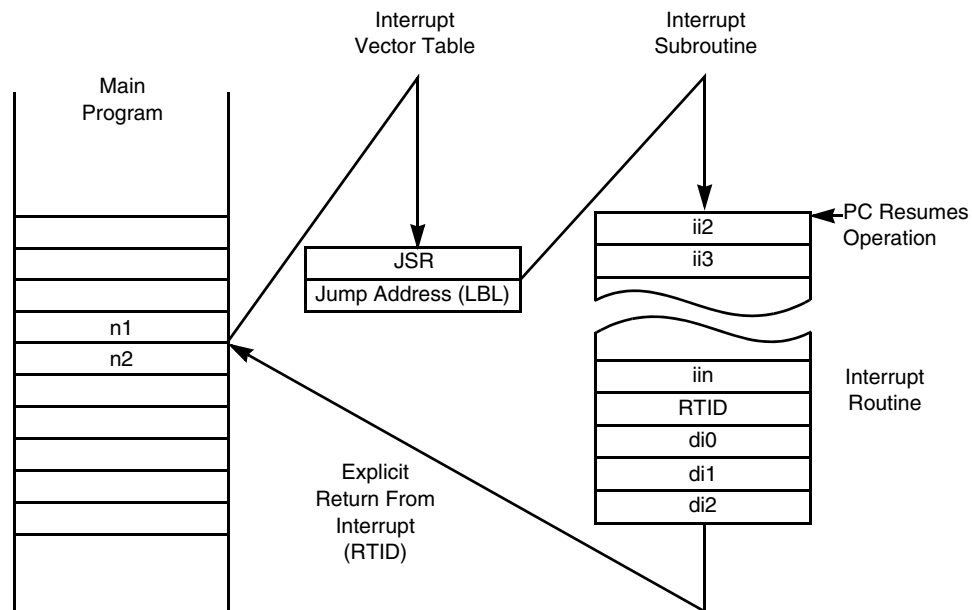 Interrupt
Vector Table
Interrupt
Subroutine
Main
Program
JSR
Jump Address (LBL)
ii2
ii3
PC Resumes
Operation
n1
n2
iin
RTID
di0
di1
di2
Interrupt
Routine
Explicit
Return From
Interrupt
(RTID)